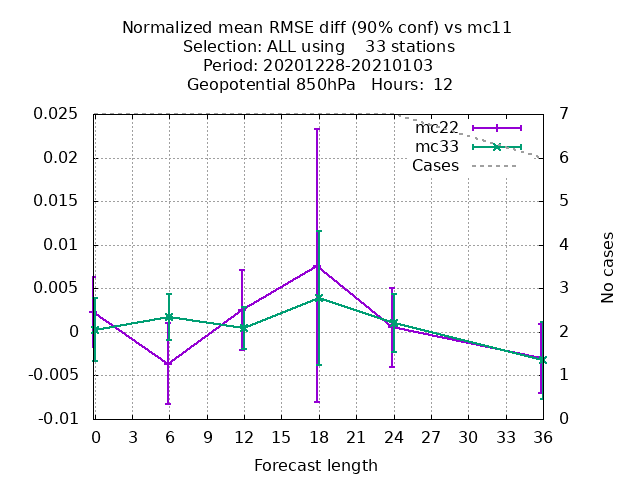 Normalized mean RMSE diff (90% conf) vs mc11
Selection: ALL using    33 stations
Period: 20201228-20210103
Geopotential 850hPa   Hours:  12
0.025
0.02
0.015
0.01
0.005
0
-0.005
-0.01
7
6
5
4
3
2
1
0
mc22
mc33
Cases
No cases
0 3 6 9 12 15 18 21 24 27 30 33 36
Forecast length